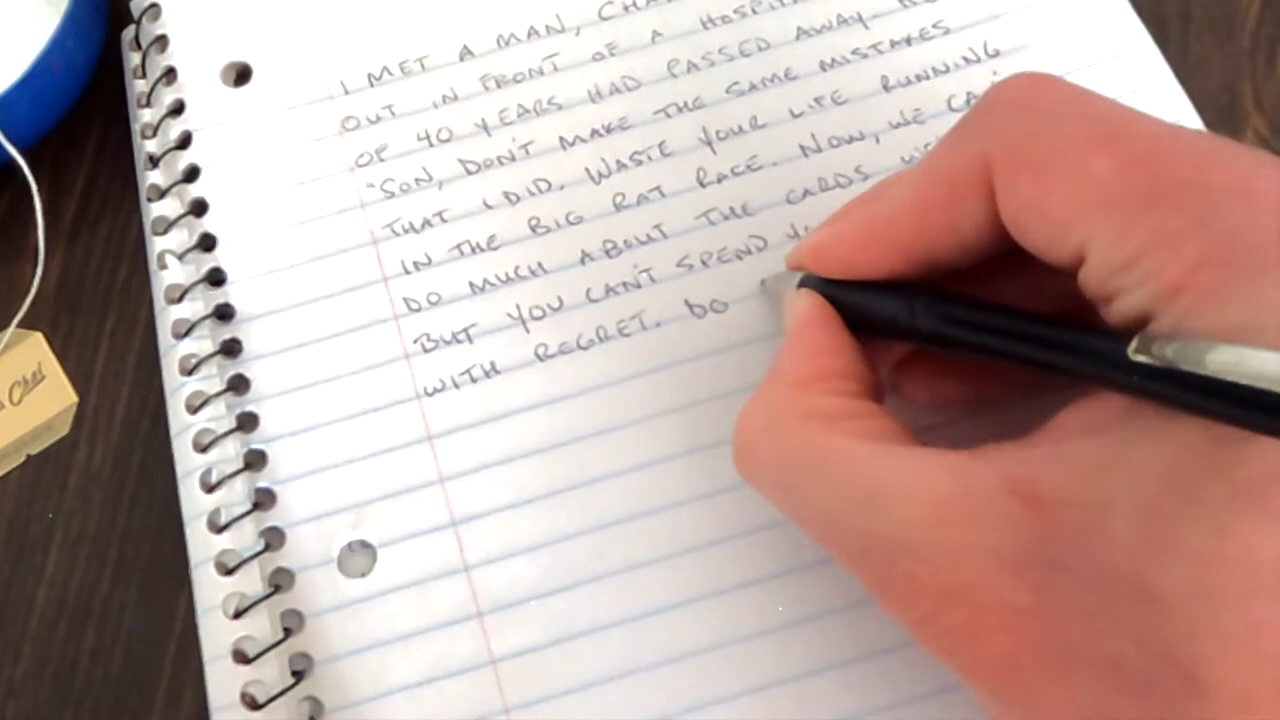 I MET A MAN,
OUT IN FRONT OF A
OF 40 YEARS HAD PASSED AWAY.
"SON, DON'T MAKE THE SAME MISTAKES
THAT I DID. WASTE YOUR LIFE RUNNING
IN THE BIG RAT RACE. NOW, WE
DO MUCH ABOUT THE CARDS
BUT YOU CAN'T SPEND
WITH REGRET. DO
Chai